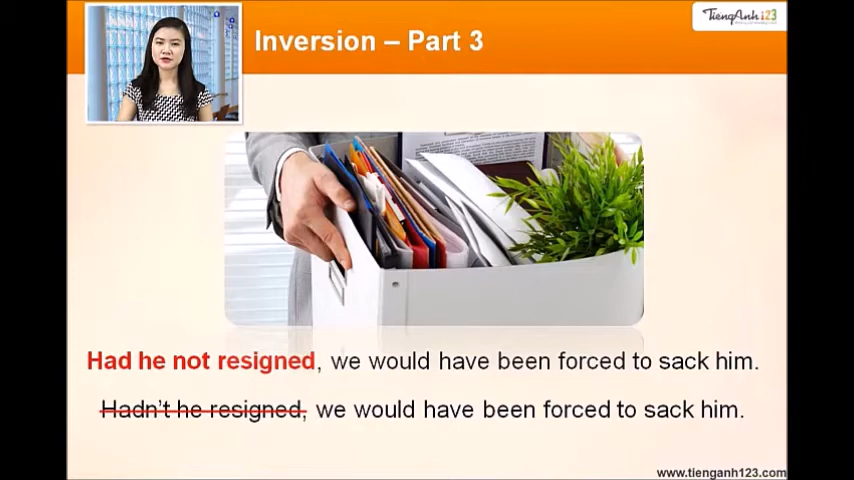 TiengAnh123
Inversion – Part 3
Had he not resigned, we would have been forced to sack him.
Hadn't he resigned, we would have been forced to sack him.
www.tienganh123.com